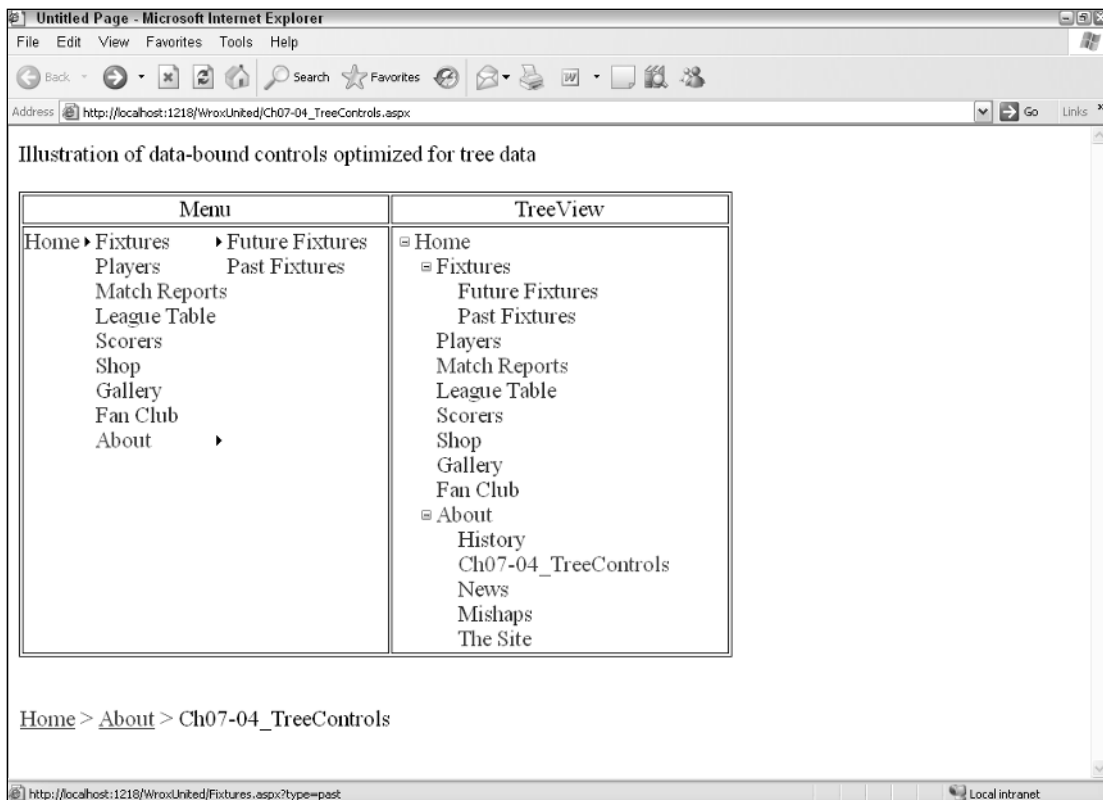 Untitled Page - Microsoft Internet Explorer
File Edit View Favorites Tools Help
Back Search Favorites
Address http://localhost:1218/WroxUnited/Ch07-04_TreeControls.aspx Go Links
Illustration of data-bound controls optimized for tree data
Menu TreeView
Home Fixtures Future Fixtures
Players Past Fixtures
Match Reports
League Table
Scorers
Shop
Gallery
Fan Club
About
Home
Fixtures
Future Fixtures
Past Fixtures
Players
Match Reports
League Table
Scorers
Shop
Gallery
Fan Club
About
History
Ch07-04_TreeControls
News
Mishaps
The Site
Home > About > Ch07-04_TreeControls
http://localhost:1218/WroxUnited/Fixtures.aspx?type=past Local intranet